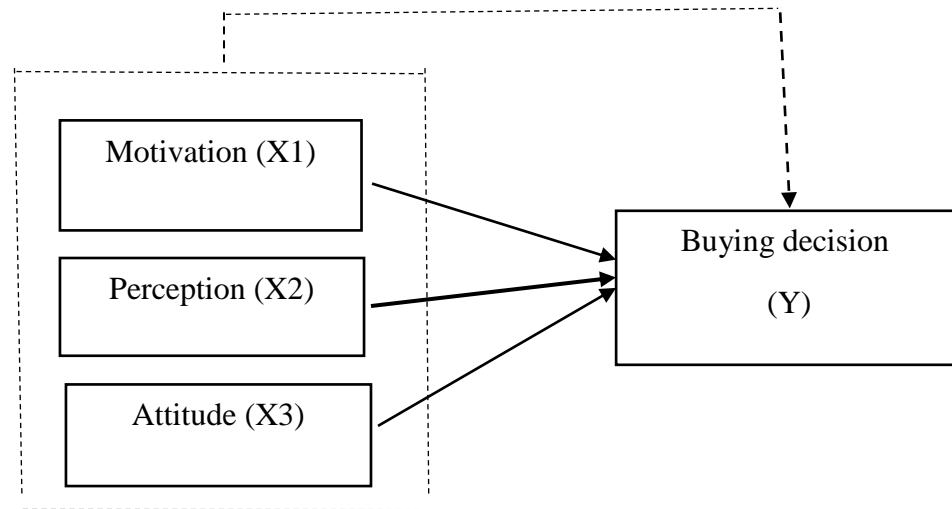 Motivation (X1)
Perception (X2)
Attitude (X3)
Buying decision
(Y)